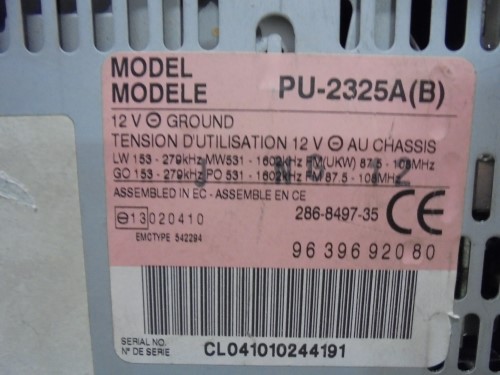 MODEL
MODELE PU-2325A(B)
12 V ⊖ GROUND
TENSION D'UTILISATION 12 V ⊖ AU CHASSIS
LW 153 - 279kHz MW531 - 1602kHz FM(UKW) 87.5 - 108MHz
GO 153 - 279kHz PO 531 - 1602kHz FM 87.5 - 108MHz
ASSEMBLED IN EC - ASSEMBLE EN CE
286-8497-35 CE
13 020410
EMCTYPE 542294
96 396 920 80
SERIAL NO.
N° DE SERIE CL041010244191